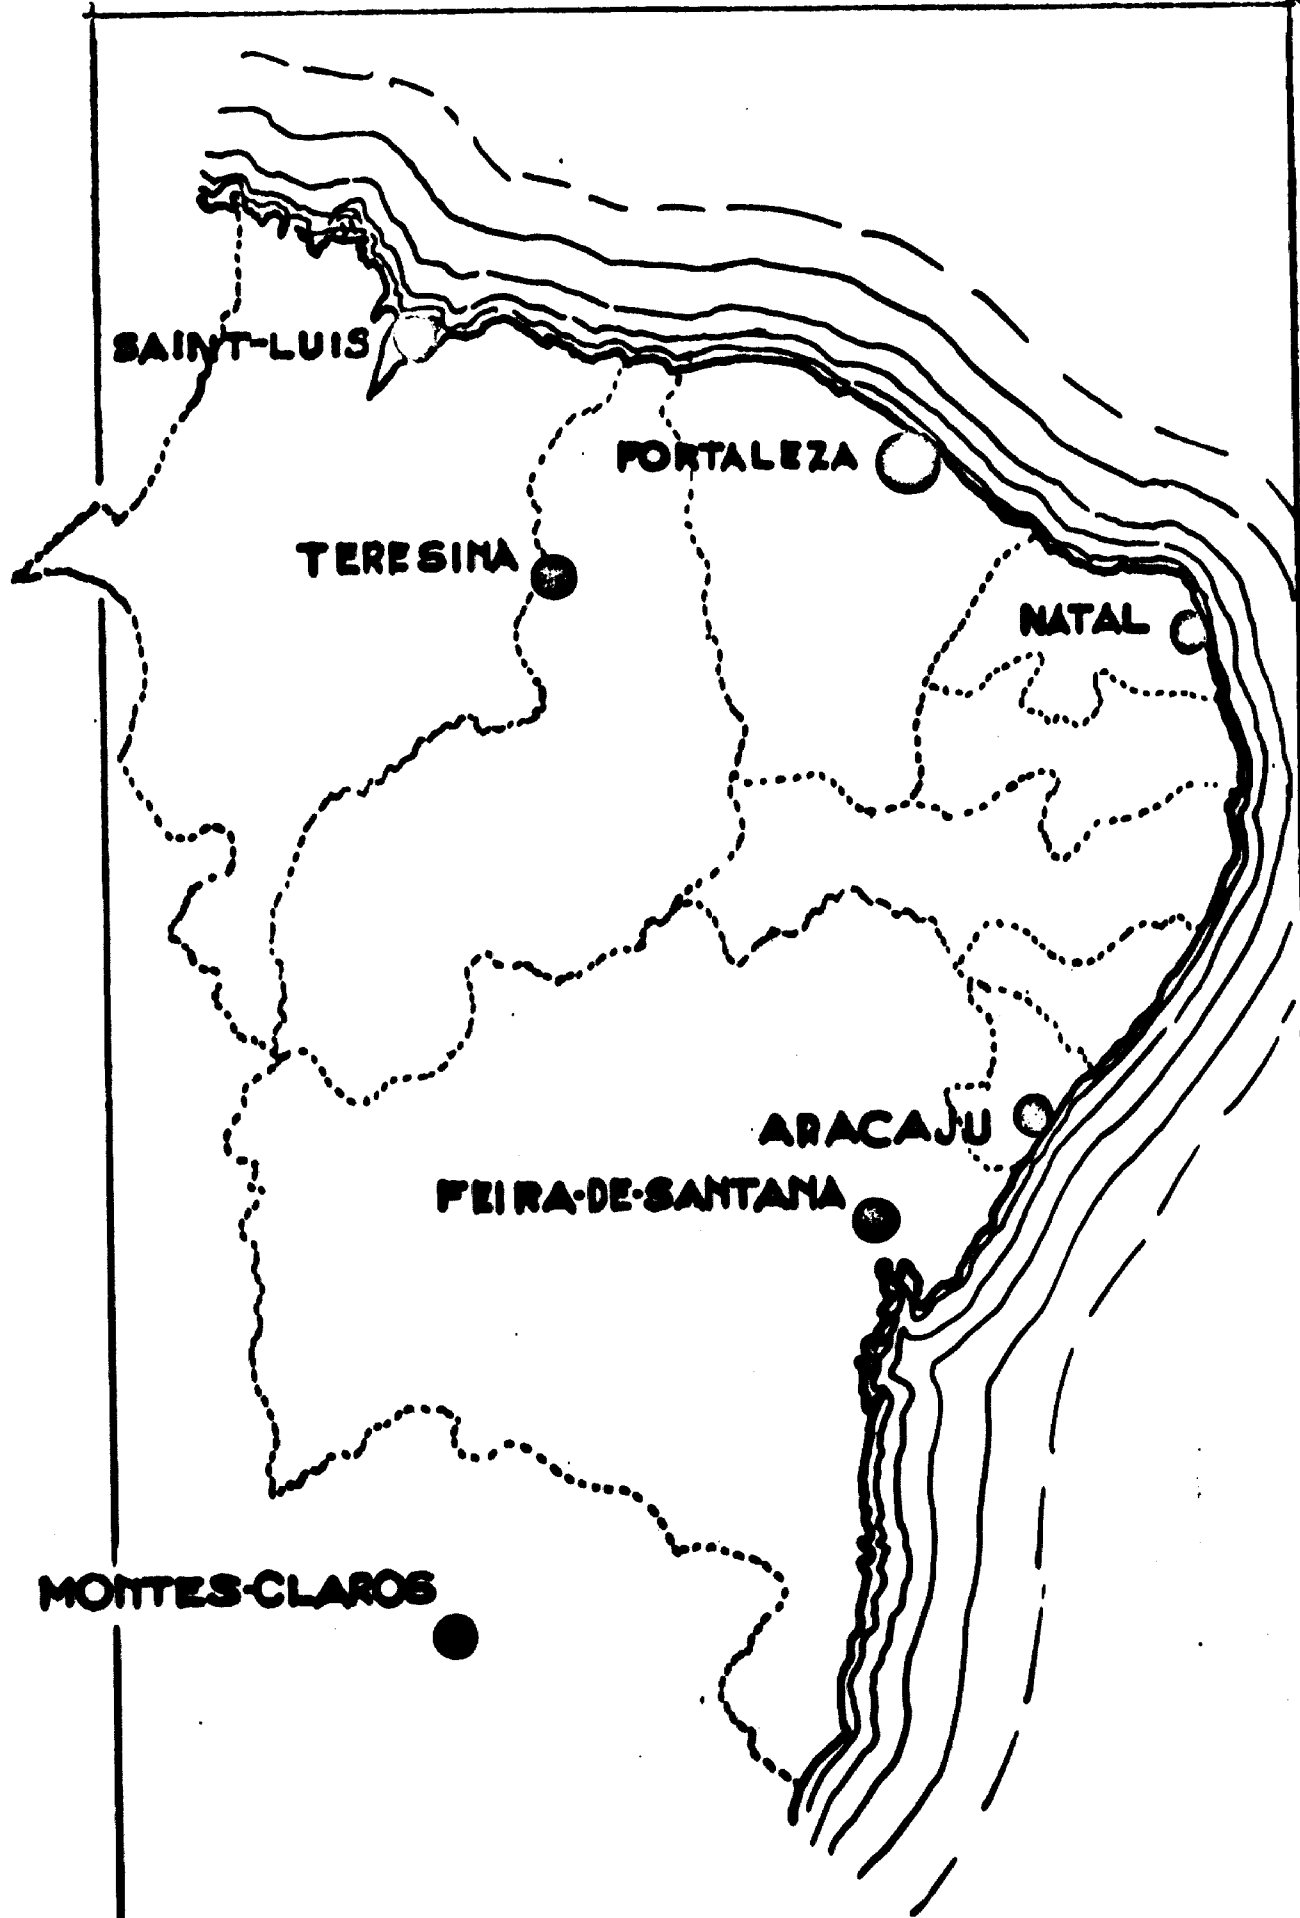 SAINT-LUIS
FORTALEZA
TERESINA
NATAL
ARACAJU
FEIRA-DE-SANTANA
MONTES-CLAROS